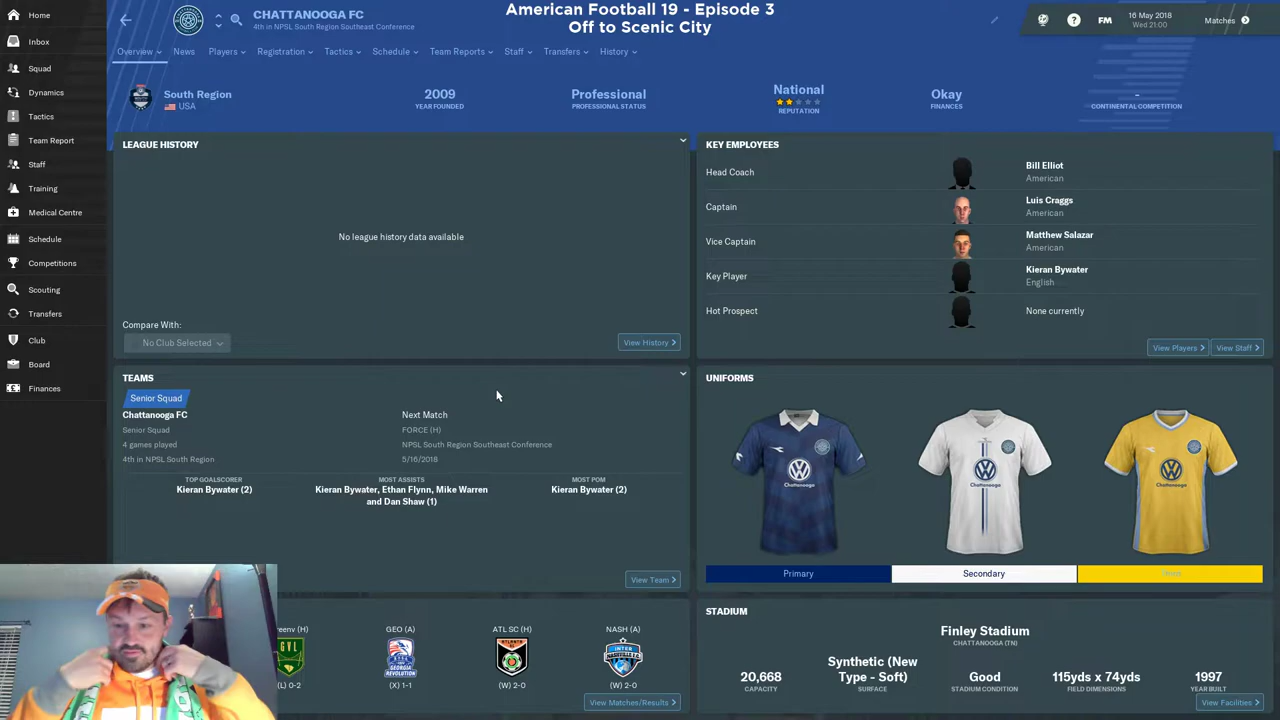 American Football 19 - Episode 3
Off to Scenic City
Home
Inbox
Squad
Dynamics
Tactics
Team Report
Staff
Training
Medical Centre
Schedule
Competitions
Scouting
Transfers
Club
Board
Finances
CHATTANOOGA FC
4th in NPSL South Region Southeast Conference
FM
16 May 2018
Wed 21:00
Matches
Overview
News
Players
Registration
Tactics
Schedule
Team Reports
Staff
Transfers
History
South Region
USA
2009
YEAR FOUNDED
Professional
PROFESSIONAL STATUS
National
REPUTATION
Okay
FINANCES
-
CONTINENTAL COMPETITION
LEAGUE HISTORY
No league history data available
Compare With:
No Club Selected
View History
KEY EMPLOYEES
Head Coach
Bill Elliot
American
Captain
Luis Craggs
American
Vice Captain
Matthew Salazar
American
Key Player
Kieran Bywater
English
Hot Prospect
None currently
View Players
View Staff
TEAMS
Senior Squad
Chattanooga FC
Senior Squad
4 games played
4th in NPSL South Region
Next Match
FORCE (H)
NPSL South Region Southeast Conference
5/16/2018
TOP GOALSCORER
Kieran Bywater (2)
MOST ASSISTS
Kieran Bywater, Ethan Flynn, Mike Warren
and Dan Shaw (1)
MOST POM
Kieran Bywater (2)
View Team
UNIFORMS
Chattanooga
Chattanooga
Chattanooga
Primary
Secondary
GEO (A)
(X) 1-1
ATL SC (H)
(W) 2-0
NASH (A)
(W) 2-0
(L) 0-2
GVL
View Matches/Results
STADIUM
Finley Stadium
CHATTANOOGA (TN)
20,668
CAPACITY
Synthetic (New
Type - Soft)
SURFACE
Good
STADIUM CONDITION
115yds x 74yds
FIELD DIMENSIONS
1997
YEAR BUILT
View Facilities